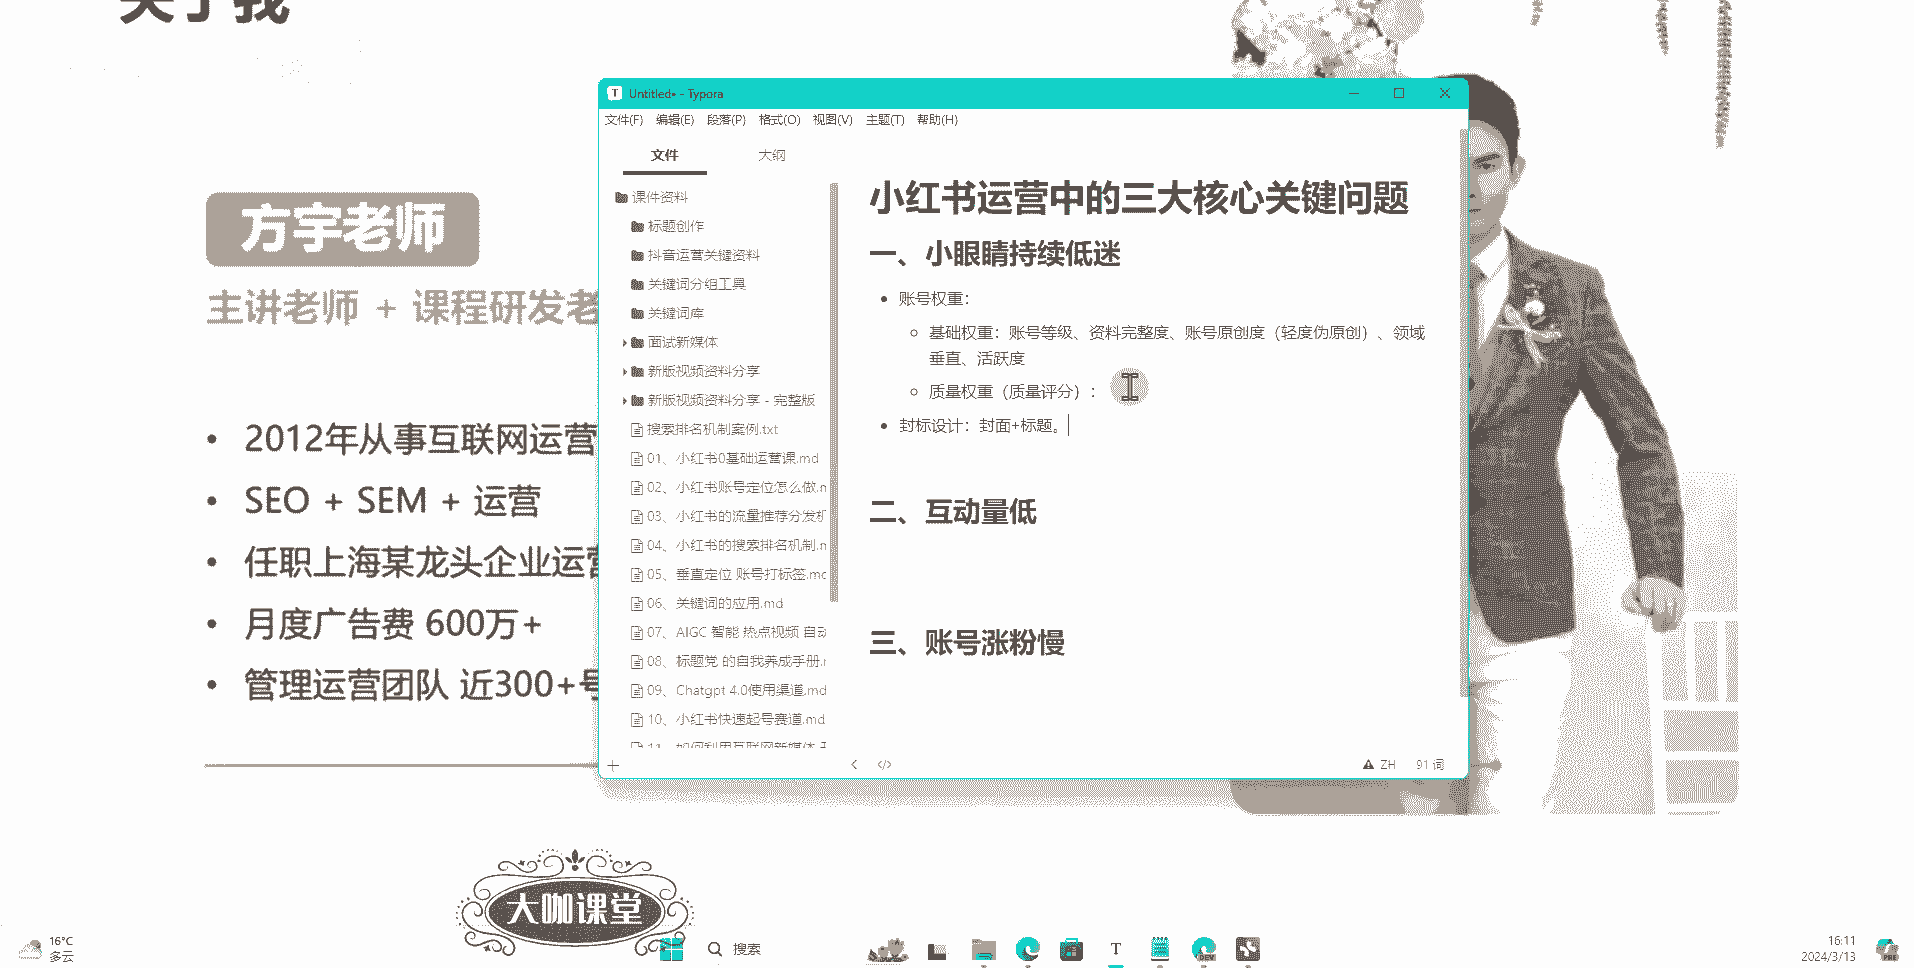 关于我
方宇老师
主讲老师 + 课程研发老
2012年从事互联网运营
SEO + SEM + 运营
任职上海某龙头企业运营
月度广告费 600万+
管理运营团队 近300+号
大咖课堂
Untitled• - Typora
文件(F) 编辑(E) 段落(P) 格式(O) 视图(V) 主题(T) 帮助(H)
文件 大纲
课件资料
标题创作
抖音运营关键资料
关键词分组工具
关键词库
面试新媒体
新版视频资料分享
新版视频资料分享 - 完整版
搜索排名机制案例.txt
01、小红书0基础运营课.md
02、小红书账号定位怎么做.m
03、小红书的流量推荐分发机
04、小红书的搜索排名机制.m
05、垂直定位 账号打标签.md
06、关键词的应用.md
07、AIGC 智能 热点视频 自动
08、标题党 的自我养成手册.m
09、Chatgpt 4.0使用渠道.md
10、小红书快速起号赛道.md
11、如何利用互联网新媒体
小红书运营中的三大核心关键问题
一、小眼睛持续低迷
账号权重：
基础权重：账号等级、资料完整度、账号原创度（轻度伪原创）、领域
垂直、活跃度
质量权重（质量评分）：
封标设计：封面+标题。
二、互动量低
三、账号涨粉慢
ZH 91 词
16°C
多云
搜索
16:11
2024/3/13